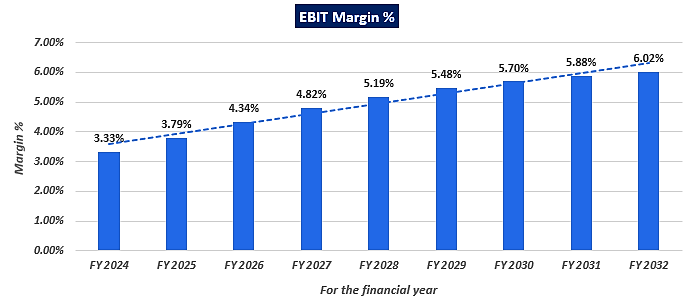 EBIT Margin %
7.00%
6.00%
5.00%
4.00%
3.00%
2.00%
1.00%
0.00%
Margin %
3.33%
3.79%
4.34%
4.82%
5.19%
5.48%
5.70%
5.88%
6.02%
FY 2024
FY 2025
FY 2026
FY 2027
FY 2028
FY 2029
FY 2030
FY 2031
FY 2032
For the financial year